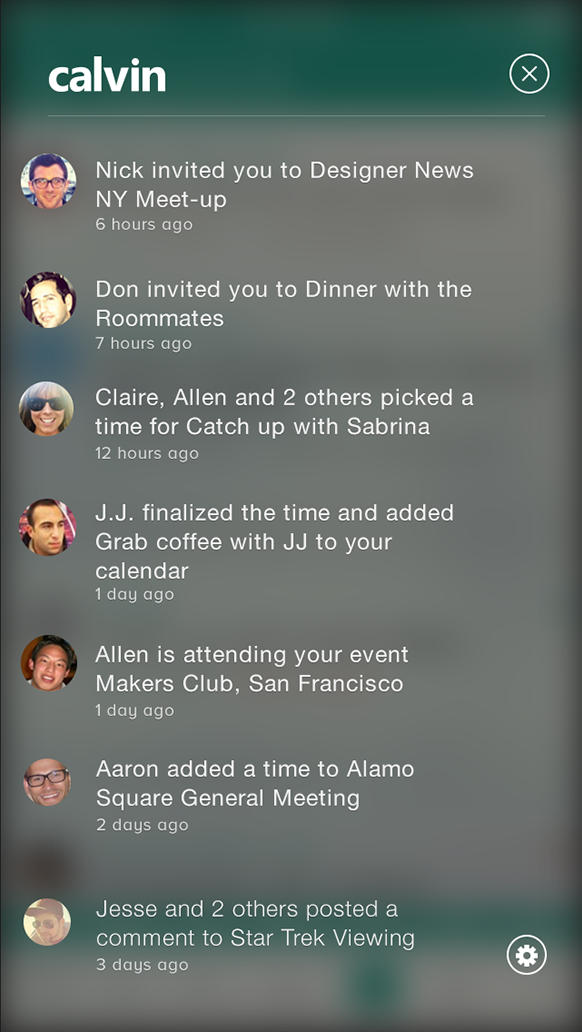 calvin
Nick invited you to Designer News
NY Meet-up
6 hours ago
Don invited you to Dinner with the
Roommates
7 hours ago
Claire, Allen and 2 others picked a
time for Catch up with Sabrina
12 hours ago
J.J. finalized the time and added
Grab coffee with JJ to your
calendar
1 day ago
Allen is attending your event
Makers Club, San Francisco
1 day ago
Aaron added a time to Alamo
Square General Meeting
2 days ago
Jesse and 2 others posted a
comment to Star Trek Viewing
3 days ago